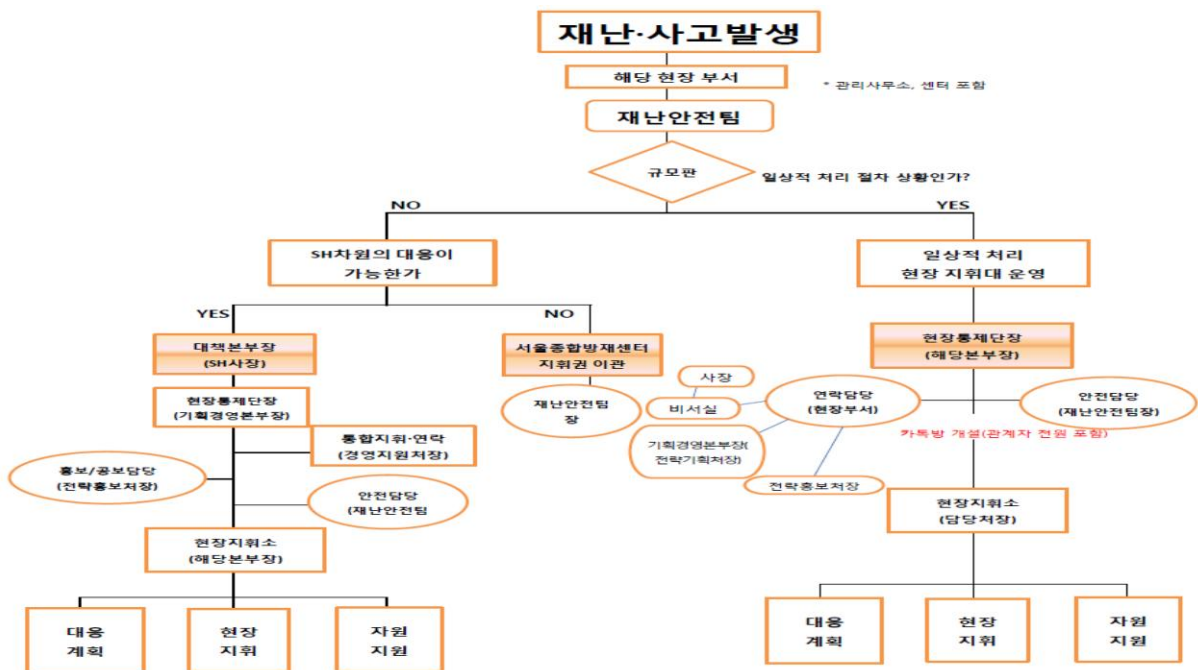 재난·사고발생
해당 현장 부서
* 관리사무소, 센터 포함
재난안전팀
규모판
일상적 처리 절차 상황인가?
NO
YES
SH차원의 대응이
가능한가
일상적 처리
현장 지휘대 운영
YES
NO
대책본부장
(SH사장)
서울종합방재센터
지휘권 이관
현장통제단장
(해당본부장)
현장통제단장
(기획경영본부장)
재난안전팀
장
사장
비서실
연락담당
(현장부서)
안전담당
(재난안전팀장)
통합지휘·연락
(경영지원처장)
기획경영본부장(
전략기획처장)
카톡방 개설(관계자 전원 포함)
홍보/공보담당
(전략홍보처장)
전략홍보처장
안전담당
(재난안전팀
현장지휘소
(담당처장)
현장지휘소
(해당본부장)
대응
계획
현장
지휘
자원
지원
대응
계획
현장
지휘
자원
지원